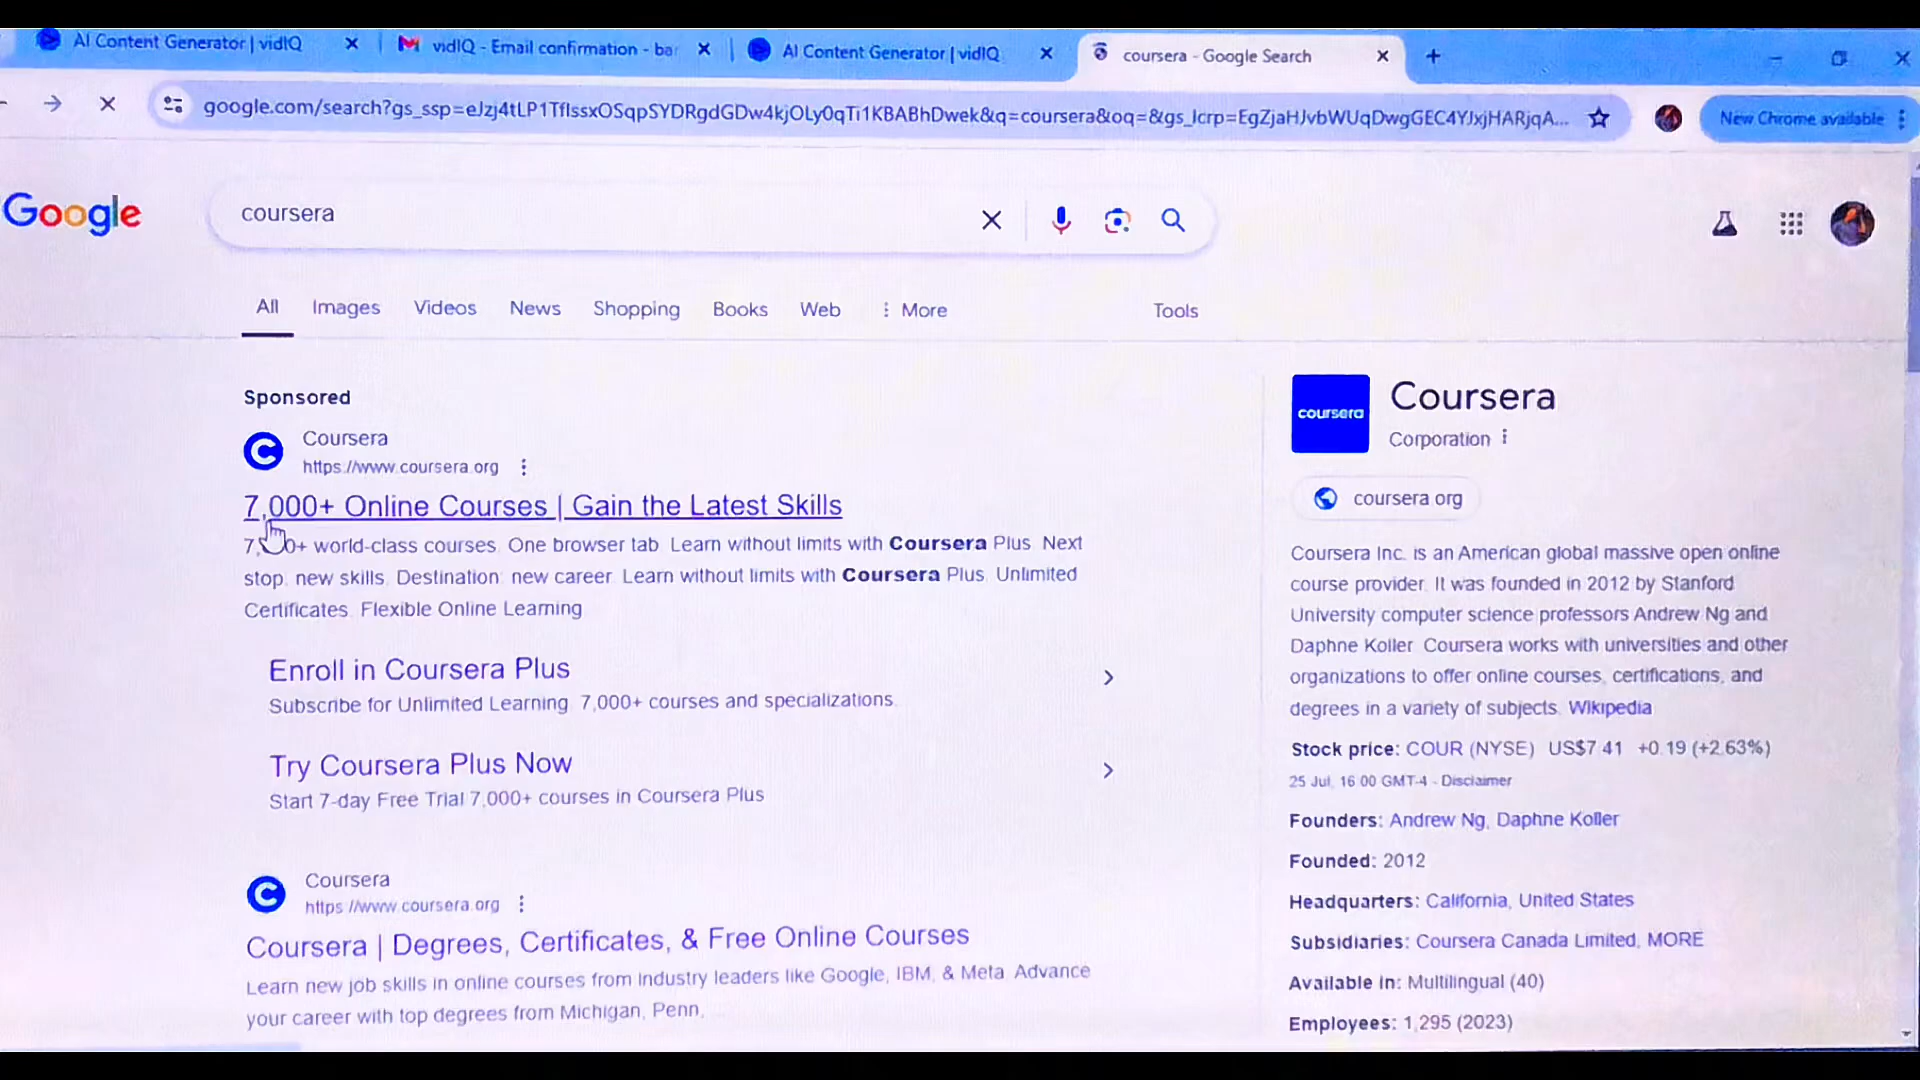 AI Content Generator | vidIQ
vidIQ - Email confirmation - bar
AI Content Generator | vidIQ
coursera - Google Search
New Chrome available
Google
coursera
All Images Videos News Shopping Books Web More Tools
Sponsored
Coursera
https://www.coursera.org
7,000+ Online Courses | Gain the Latest Skills
world-class courses. One browser tab. Learn without limits with Coursera Plus. Next
stop: new skills. Destination: new career. Learn without limits with Coursera Plus. Unlimited
Certificates. Flexible Online Learning
Enroll in Coursera Plus
Subscribe for Unlimited Learning. 7,000+ courses and specializations.
Try Coursera Plus Now
Start 7-day Free Trial 7,000+ courses in Coursera Plus
Coursera
https://www.coursera.org
Coursera | Degrees, Certificates, & Free Online Courses
Learn new job skills in online courses from industry leaders like Google, IBM, & Meta. Advance
your career with top degrees from Michigan, Penn,
coursera
Coursera
Corporation
coursera.org
Coursera Inc. is an American global massive open online
course provider. It was founded in 2012 by Stanford
University computer science professors Andrew Ng and
Daphne Koller. Coursera works with universities and other
organizations to offer online courses, certifications, and
degrees in a variety of subjects. Wikipedia
Stock price: COUR (NYSE) US$7.41 +0.19 (+2.63%)
25 Jul, 16:00 GMT-4 - Disclaimer
Founders: Andrew Ng, Daphne Koller
Founded: 2012
Headquarters: California, United States
Subsidiaries: Coursera Canada Limited, MORE
Available in: Multilingual (40)
Employees: 1,295 (2023)